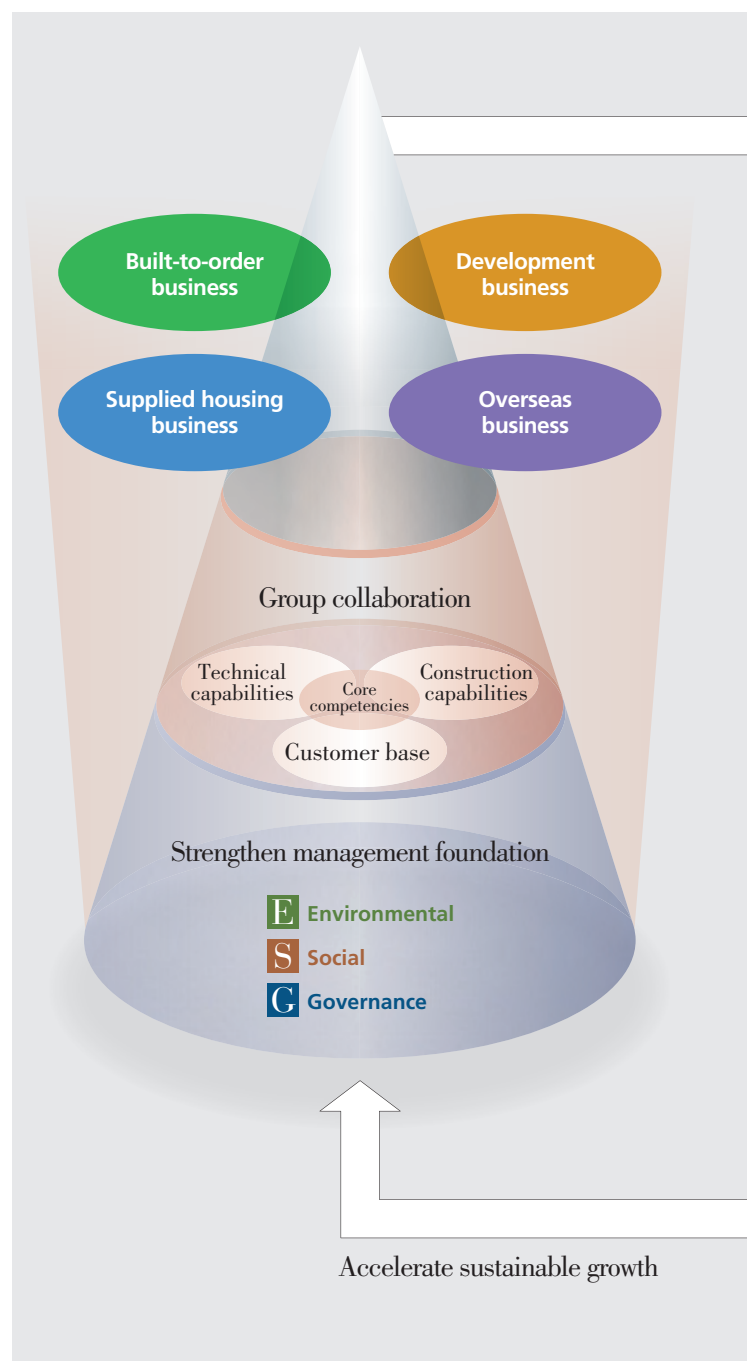 Built-to-order
business
Development
business
Supplied housing
business
Overseas
business
Group collaboration
Technical
capabilities
Core
competencies
Construction
capabilities
Customer base
Strengthen management foundation
E Environmental
S Social
G Governance
Accelerate sustainable growth